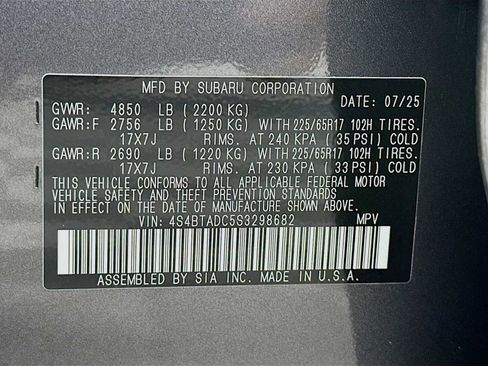 MFD BY SUBARU CORPORATION
DATE: 07/25
GVWR: 4850 LB (2200 KG)
GAWR:F 2756 LB (1250 KG) WITH 225/65R17 102H TIRES.
17X7J RIMS. AT 240 KPA (35 PSI) COLD
GAWR:R 2690 LB (1220 KG) WITH 225/65R17 102H TIRES.
17X7J RIMS. AT 230 KPA (33 PSI) COLD
THIS VEHICLE CONFORMS TO ALL APPLICABLE FEDERAL MOTOR
VEHICLE SAFETY AND THEFT PREVENTION STANDARDS
IN EFFECT ON THE DATE OF MANUFACTURE SHOWN ABOVE.
VIN: 4S4BTADC5S3298682 MPV
ASSEMBLED BY SIA INC. MADE IN U.S.A.